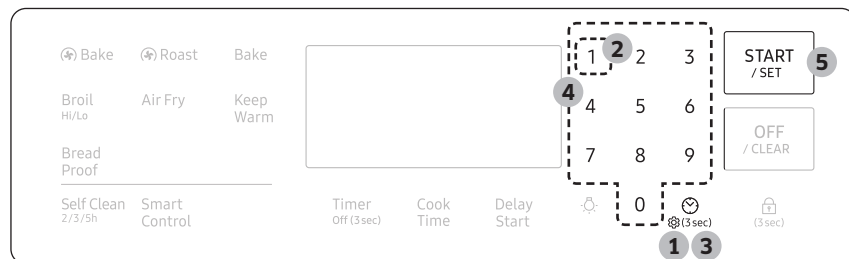 Bake Roast Bake
Broil Air Fry Keep
Hi/Lo Warm
Bread
Proof
Self Clean Smart
2/3/5h Control
Timer Cook Delay
Off (3 sec) Time Start
1 2 2 3
4
4 5 6
7 8 9
0 (3 sec)
1 3
START
/ SET
5
OFF
/ CLEAR
(3 sec)